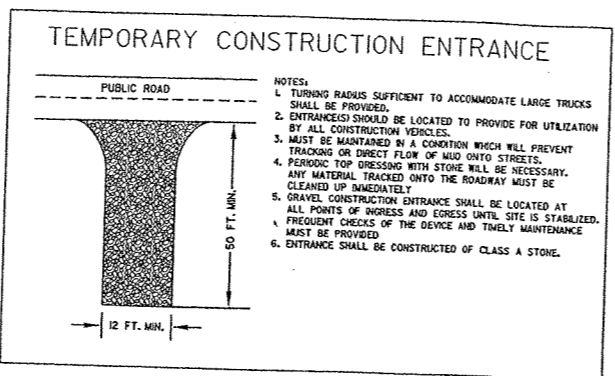 TEMPORARY CONSTRUCTION ENTRANCE
PUBLIC ROAD
50 FT. MIN.
12 FT. MIN.
NOTES:
1. TURNING RADIUS SUFFICIENT TO ACCOMMODATE LARGE TRUCKS
SHALL BE PROVIDED.
2. ENTRANCE(S) SHOULD BE LOCATED TO PROVIDE FOR UTILIZATION
BY ALL CONSTRUCTION VEHICLES.
3. MUST BE MAINTAINED IN A CONDITION WHICH WILL PREVENT
TRACKING OR DIRECT FLOW OF MUD ONTO STREETS.
4. PERIODIC TOP DRESSING WITH STONE WILL BE NECESSARY.
ANY MATERIAL TRACKED ONTO THE ROADWAY MUST BE
CLEANED UP IMMEDIATELY
5. GRAVEL CONSTRUCTION ENTRANCE SHALL BE LOCATED AT
ALL POINTS OF INGRESS AND EGRESS UNTIL SITE IS STABILIZED.
FREQUENT CHECKS OF THE DEVICE AND TIMELY MAINTENANCE
MUST BE PROVIDED
6. ENTRANCE SHALL BE CONSTRUCTED OF CLASS A STONE.